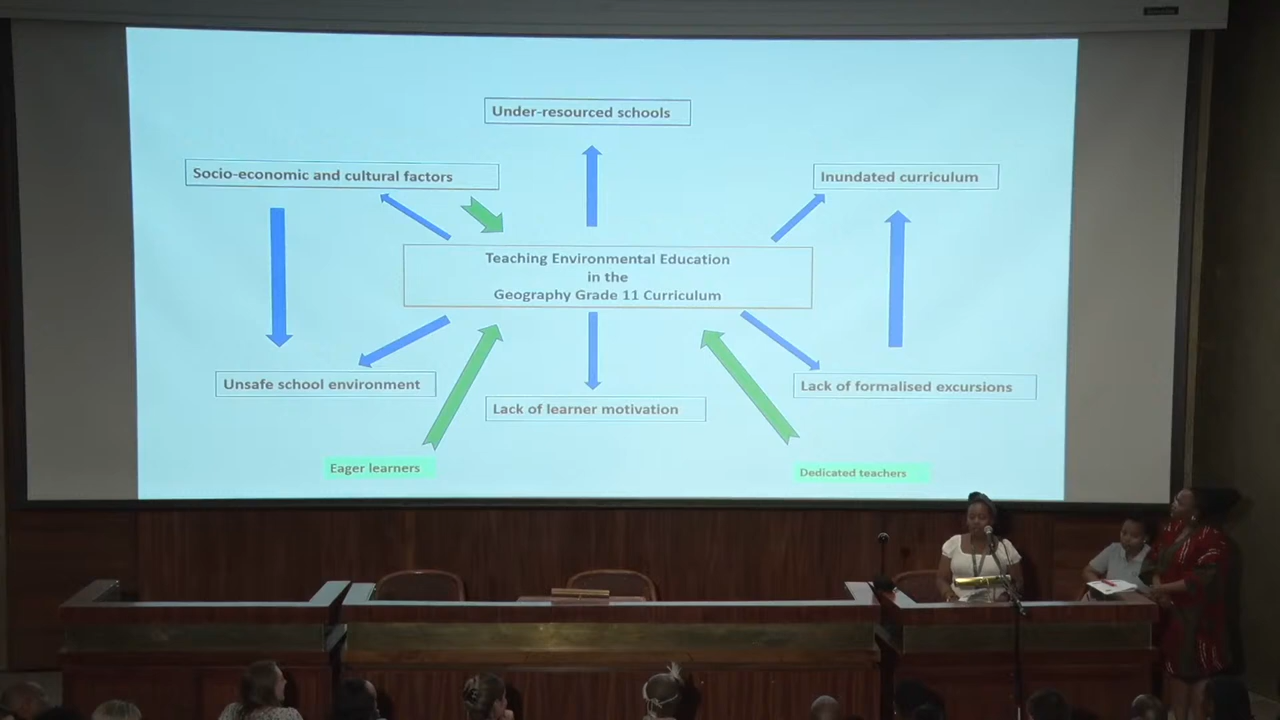 Under-resourced schools
Socio-economic and cultural factors
Inundated curriculum
Teaching Environmental Education
in the
Geography Grade 11 Curriculum
Unsafe school environment
Lack of learner motivation
Lack of formalised excursions
Eager learners
Dedicated teachers